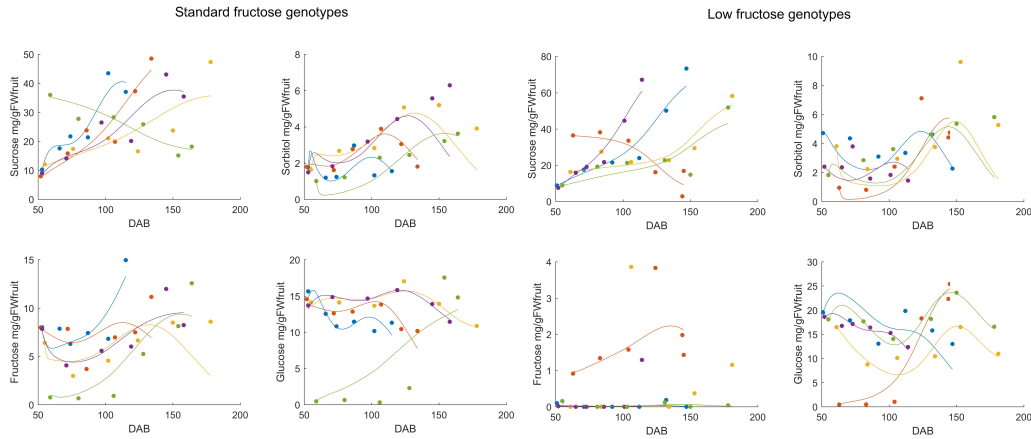 Standard fructose genotypes
Low fructose genotypes
Sucrose mg/gFWfruit
50
40
30
20
10
0
50 100 150 200
DAB
Sorbitol mg/gFWfruit
8
6
4
2
0
50 100 150 200
DAB
Sucrose mg/gFWfruit
80
60
40
20
0
50 100 150 200
DAB
Sorbitol mg/gFWfruit
10
8
6
4
2
0
50 100 150 200
DAB
Fructose mg/gFWfruit
15
10
5
0
50 100 150 200
DAB
Glucose mg/gFWfruit
20
15
10
5
0
50 100 150 200
DAB
Fructose mg/gFWfruit
4
3
2
1
0
50 100 150 200
DAB
Glucose mg/gFWfruit
30
25
20
15
10
5
0
50 100 150 200
DAB